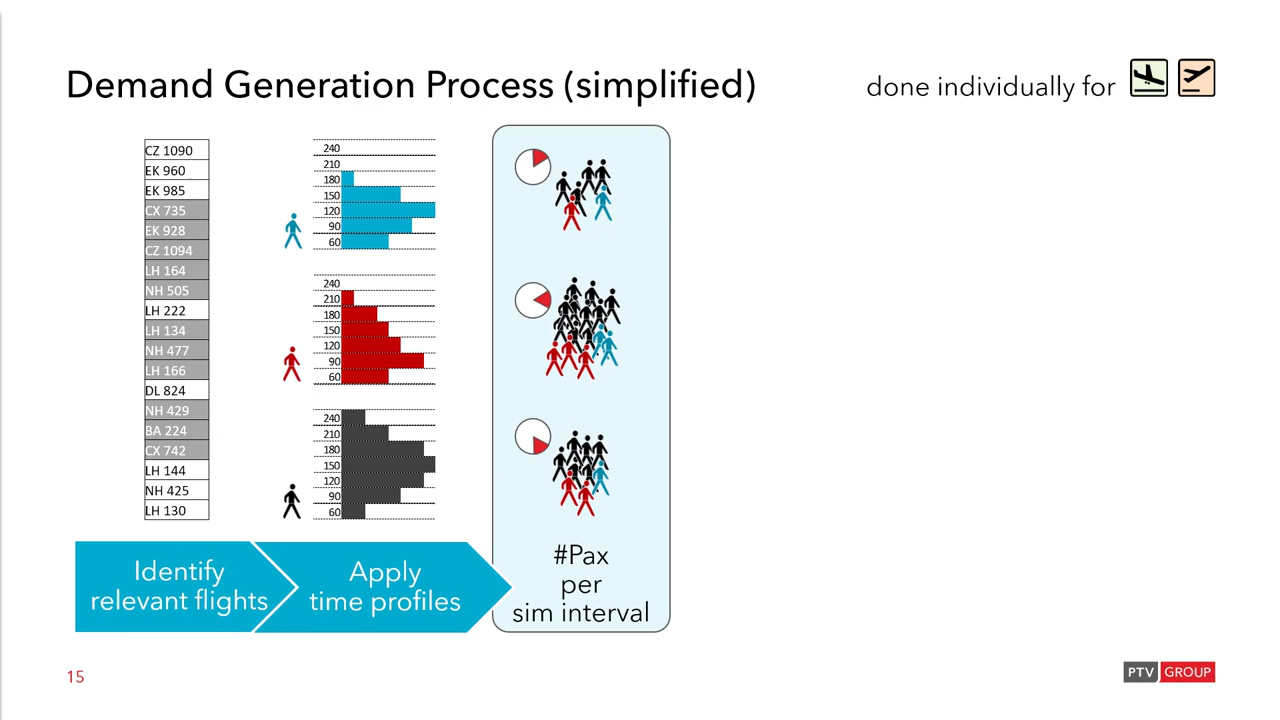 Demand Generation Process (simplified)
done individually for
CZ 1090
EK 960
EK 985
CX 735
EK 928
CZ 1094
LH 164
NH 505
LH 222
LH 134
NH 477
LH 166
DL 824
NH 429
BA 224
CX 742
LH 144
NH 425
LH 130
240
210
180
150
120
90
60
240
210
180
150
120
90
60
240
210
180
150
120
90
60
Identify
relevant flights
Apply
time profiles
#Pax
per
sim interval
15
PTV GROUP